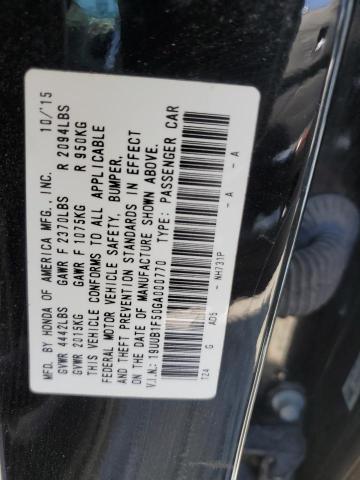 MFD. BY HONDA OF AMERICA MFG., INC. 10/'15
GVWR 4442LBS GAWR F 2370LBS R 2094LBS
GVWR 2015KG GAWR F 1075KG R 950KG
THIS VEHICLE CONFORMS TO ALL APPLICABLE
FEDERAL MOTOR VEHICLE SAFETY, BUMPER,
AND THEFT PREVENTION STANDARDS IN EFFECT
ON THE DATE OF MANUFACTURE SHOWN ABOVE.
V.I.N.: 19UUB1F50GA000770 TYPE: PASSENGER CAR
124 G AD5 - NH731P - A - A